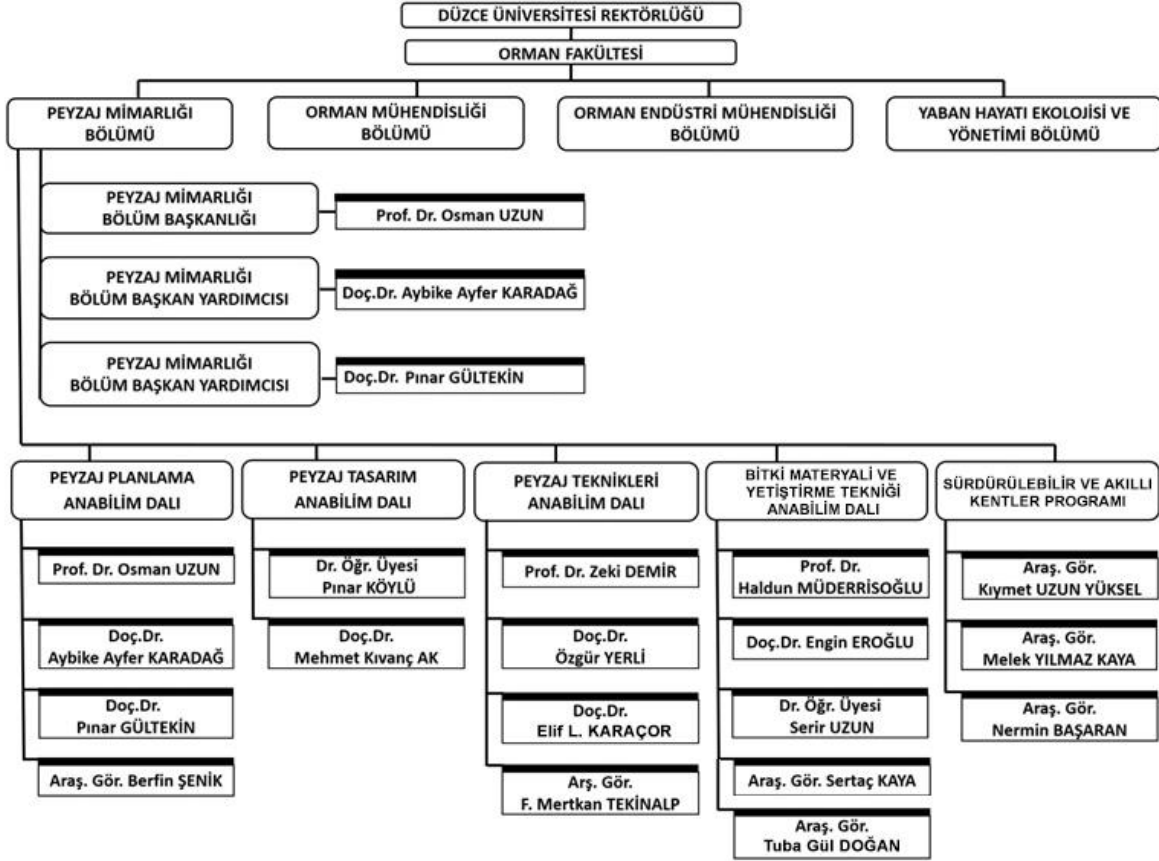 DÜZCE ÜNİVERSİTESİ REKTÖRLÜĞÜ
ORMAN FAKÜLTESİ
PEYZAJ MİMARLIĞI
BÖLÜMÜ
ORMAN MÜHENDİSLİĞİ
BÖLÜMÜ
ORMAN ENDÜSTRİ MÜHENDİSLİĞİ
BÖLÜMÜ
YABAN HAYATI EKOLOJİSİ VE
YÖNETİMİ BÖLÜMÜ
PEYZAJ MİMARLIĞI
BÖLÜM BAŞKANLIĞI
Prof. Dr. Osman UZUN
PEYZAJ MİMARLIĞI
BÖLÜM BAŞKAN YARDIMCISI
Doç.Dr. Aybike Ayfer KARADAĞ
PEYZAJ MİMARLIĞI
BÖLÜM BAŞKAN YARDIMCISI
Doç.Dr. Pınar GÜLTEKİN
PEYZAJ PLANLAMA
ANABİLİM DALI
Prof. Dr. Osman UZUN
Doç.Dr.
Aybike Ayfer KARADAĞ
Doç.Dr.
Pınar GÜLTEKİN
Araş. Gör. Berfin ŞENİK
PEYZAJ TASARIM
ANABİLİM DALI
Dr. Öğr. Üyesi
Pınar KÖYLÜ
Doç.Dr.
Mehmet Kıvanç AK
PEYZAJ TEKNİKLERİ
ANABİLİM DALI
Prof. Dr. Zeki DEMİR
Doç.Dr.
Özgür YERLİ
Doç.Dr.
Elif L. KARAÇOR
Arş. Gör.
F. Mertkan TEKİNALP
BİTKİ MATERYALİ VE
YETİŞTİRME TEKNİĞİ
ANABİLİM DALI
Prof. Dr.
Haldun MÜDERRİSOĞLU
Doç.Dr. Engin EROĞLU
Dr. Öğr. Üyesi
Serir UZUN
Araş. Gör. Sertaç KAYA
Araş. Gör.
Tuba Gül DOĞAN
SÜRDÜRÜLEBİLİR VE AKILLI
KENTLER PROGRAMI
Araş. Gör.
Kıymet UZUN YÜKSEL
Araş. Gör.
Melek YILMAZ KAYA
Araş. Gör.
Nermin BAŞARAN